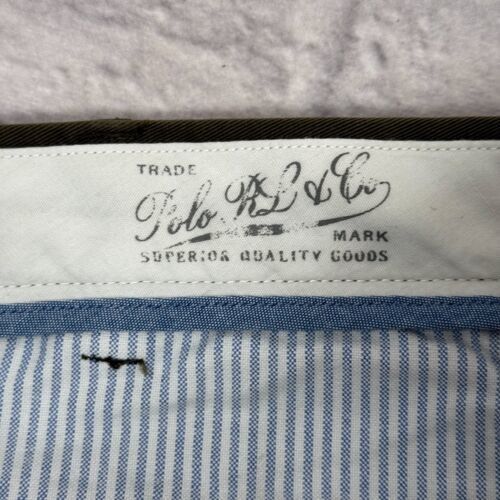 TRADE
Polo RL & Co
MARK
SUPERIOR QUALITY GOODS